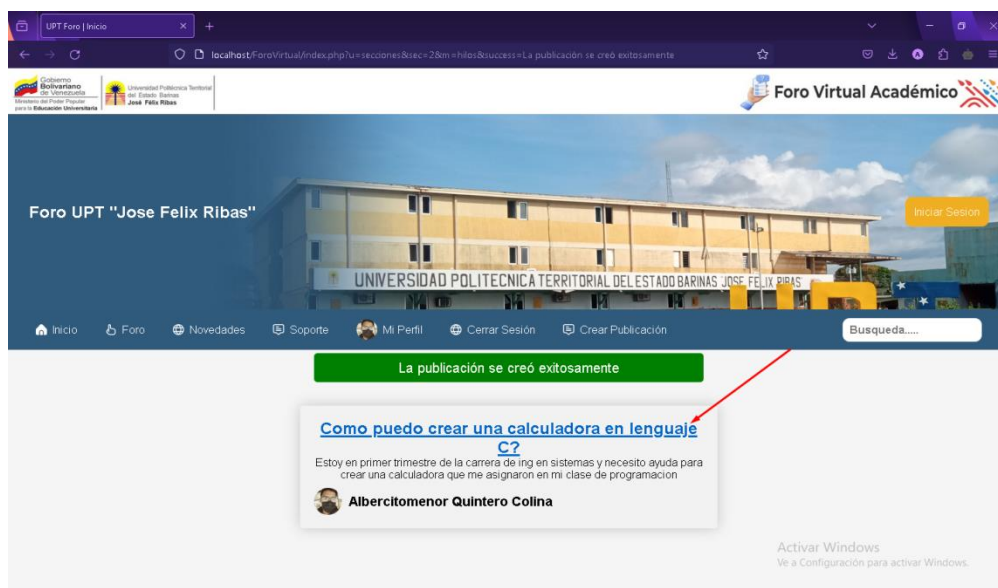 UPT Foro | Inicio
localhost/ForoVirtual/index.php?u=secciones&sec=2&m=hilos&success=La publicación se creó exitosamente
Gobierno
Bolivariano
de Venezuela
Ministerio del Poder Popular
para la Educación Universitaria
Universidad Politécnica Territorial
del Estado Barinas
José Félix Ribas
Foro Virtual Académico
Foro UPT "Jose Felix Ribas"
Iniciar Sesion
UNIVERSIDAD POLITECNICA TERRITORIAL DEL ESTADO BARINAS "JOSE FELIX RIBAS"
Inicio
Foro
Novedades
Soporte
Mi Perfil
Cerrar Sesión
Crear Publicación
Busqueda.....
La publicación se creó exitosamente
Como puedo crear una calculadora en lenguaje
C?
Estoy en primer trimestre de la carrera de ing en sistemas y necesito ayuda para
crear una calculadora que me asignaron en mi clase de programacion
Albercitomenor Quintero Colina
Activar Windows
Ve a Configuración para activar Windows.